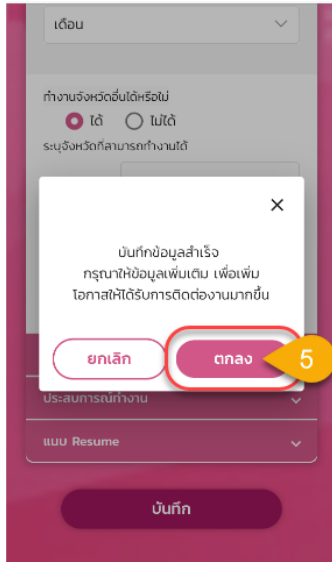 เดือน
ทำงานจังหวัดอื่นได้หรือไม่
ได้ ไม่ได้
ระบุจังหวัดที่สามารถทำงานได้
บันทึกข้อมูลสำเร็จ
กรุณาให้ข้อมูลเพิ่มเติม เพื่อเพิ่ม
โอกาสให้ได้รับการติดต่องานมากขึ้น
ยกเลิก ตกลง 5
ประสบการณ์ทำงาน
แนบ Resume
บันทึก